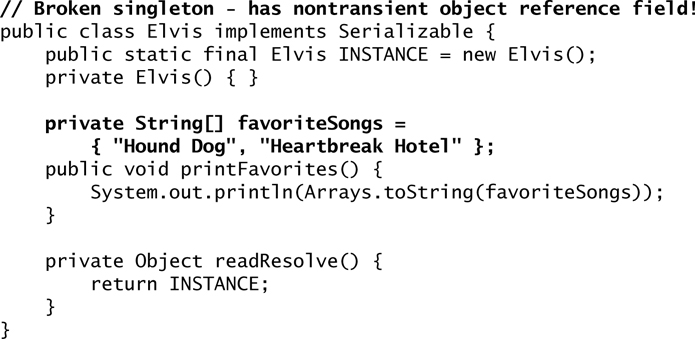 // Broken singleton - has nontransient object reference field!
public class Elvis implements Serializable {
    public static final Elvis INSTANCE = new Elvis();
    private Elvis() { }
    private String[] favoriteSongs =
        { "Hound Dog", "Heartbreak Hotel" };
    public void printFavorites() {
        System.out.println(Arrays.toString(favoriteSongs));
    }
    private Object readResolve() {
        return INSTANCE;
    }
}